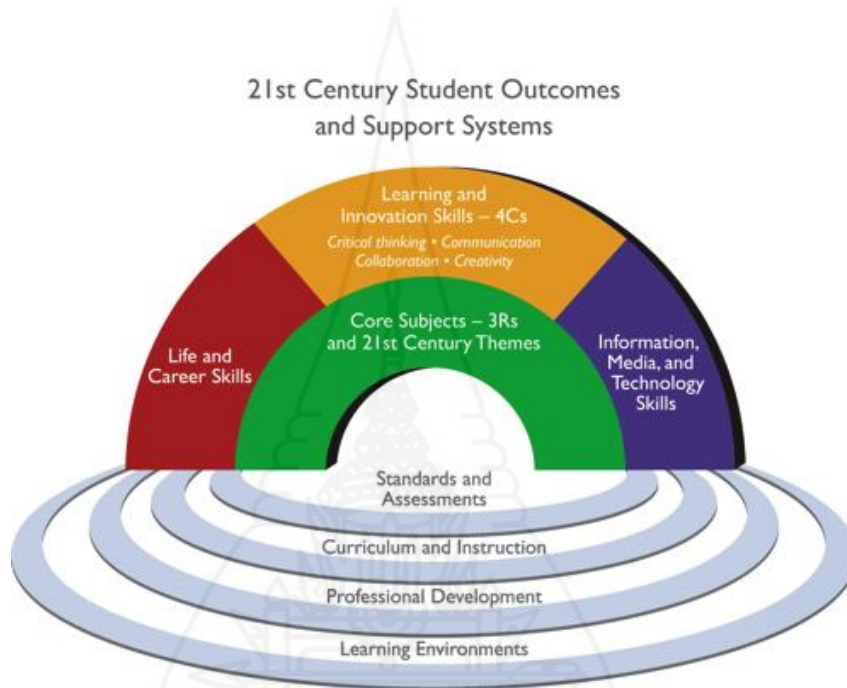 21st Century Student Outcomes
and Support Systems
Learning and
Innovation Skills – 4Cs
Critical thinking • Communication
Collaboration • Creativity
Core Subjects – 3Rs
and 21st Century Themes
Life and
Career Skills
Information,
Media, and
Technology
Skills
Standards and
Assessments
Curriculum and Instruction
Professional Development
Learning Environments